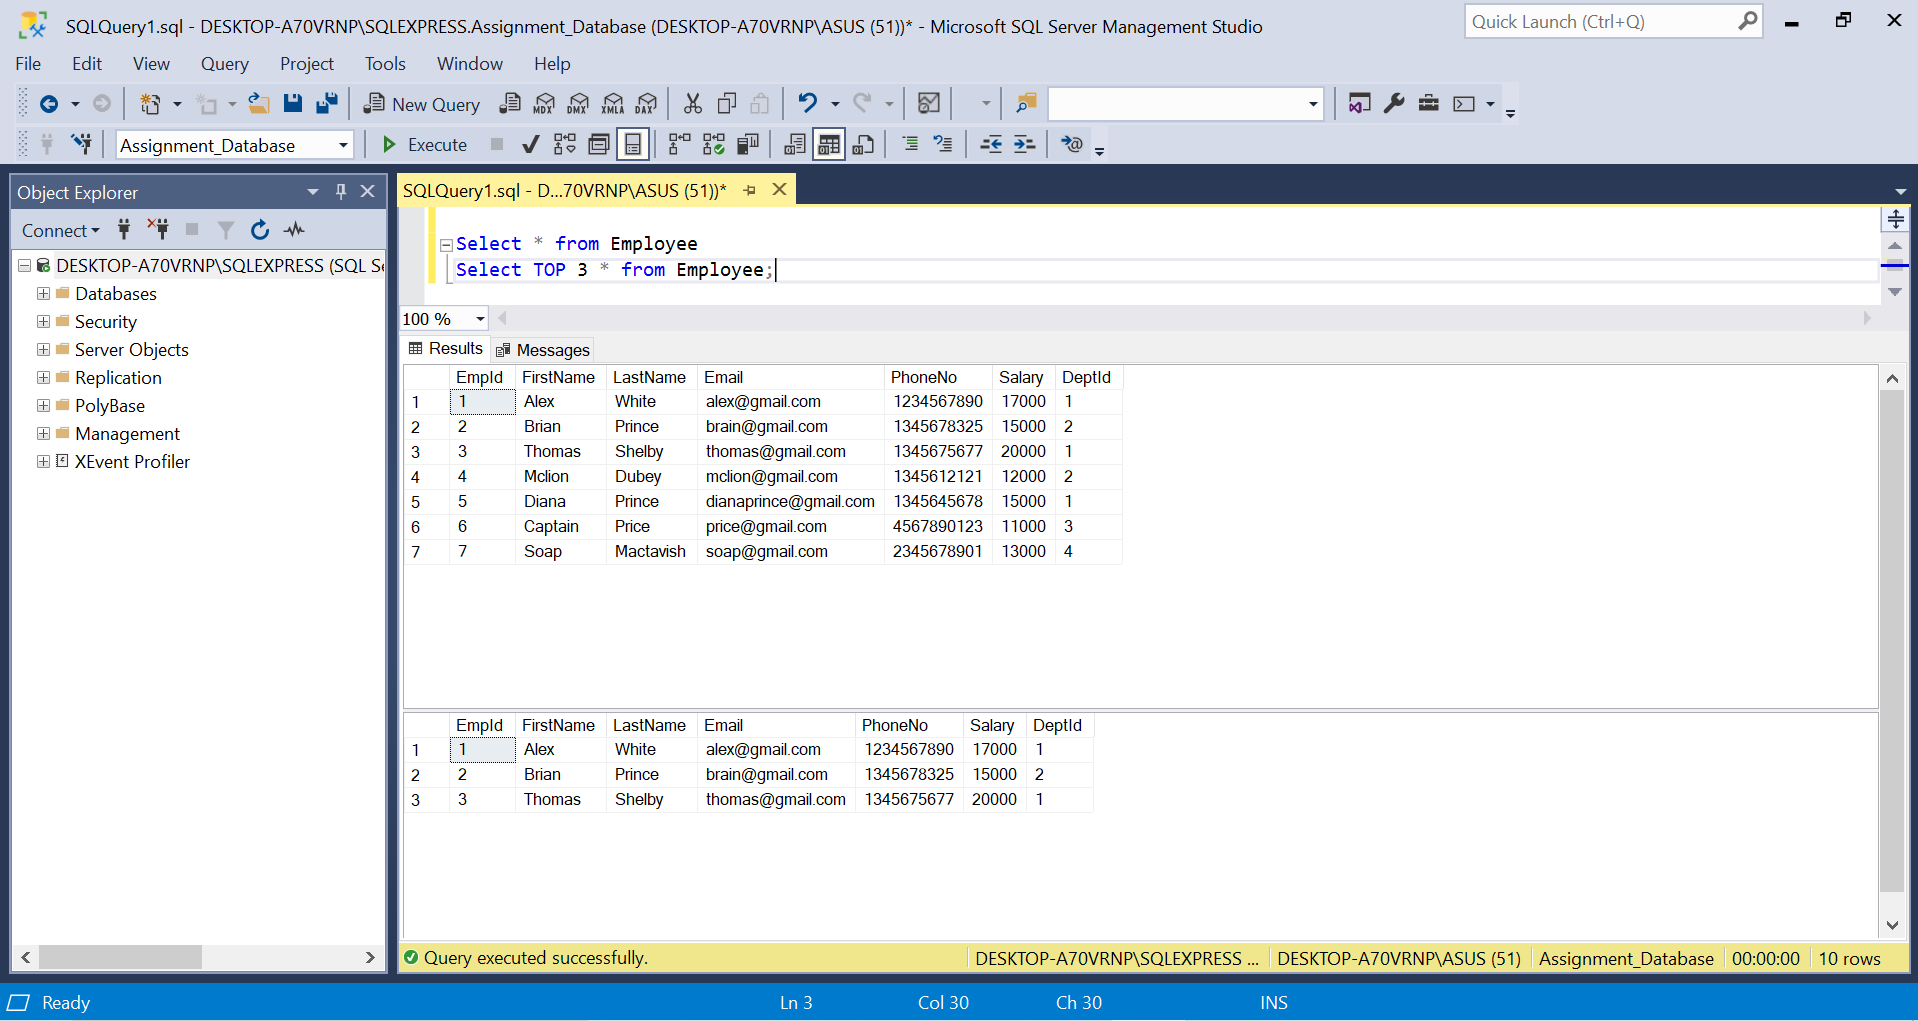 SQLQuery1.sql - DESKTOP-A70VRNP\SQLEXPRESS.Assignment_Database (DESKTOP-A70VRNP\ASUS (51))* - Microsoft SQL Server Management Studio
Quick Launch (Ctrl+Q)
File Edit View Query Project Tools Window Help
New Query MDX DMX XMLA DAX
Assignment_Database Execute
Object Explorer
Connect
DESKTOP-A70VRNP\SQLEXPRESS (SQL Se
Databases
Security
Server Objects
Replication
PolyBase
Management
XEvent Profiler
SQLQuery1.sql - D...70VRNP\ASUS (51))*
Select * from Employee
Select TOP 3 * from Employee;
100 %
Results Messages
EmpId FirstName LastName Email PhoneNo Salary DeptId
1 1 Alex White alex@gmail.com 1234567890 17000 1
2 2 Brian Prince brain@gmail.com 1345678325 15000 2
3 3 Thomas Shelby thomas@gmail.com 1345675677 20000 1
4 4 Mclion Dubey mclion@gmail.com 1345612121 12000 2
5 5 Diana Prince dianaprince@gmail.com 1345645678 15000 1
6 6 Captain Price price@gmail.com 4567890123 11000 3
7 7 Soap Mactavish soap@gmail.com 2345678901 13000 4
EmpId FirstName LastName Email PhoneNo Salary DeptId
1 1 Alex White alex@gmail.com 1234567890 17000 1
2 2 Brian Prince brain@gmail.com 1345678325 15000 2
3 3 Thomas Shelby thomas@gmail.com 1345675677 20000 1
Query executed successfully. DESKTOP-A70VRNP\SQLEXPRESS ... DESKTOP-A70VRNP\ASUS (51) Assignment_Database 00:00:00 10 rows
Ready Ln 3 Col 30 Ch 30 INS